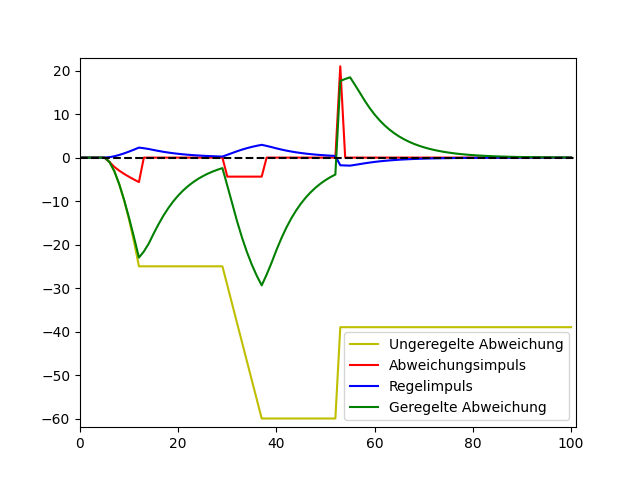 20
10
0
−10
−20
−30
−40
−50
−60
0 20 40 60 80 100
Ungeregelte Abweichung
Abweichungsimpuls
Regelimpuls
Geregelte Abweichung